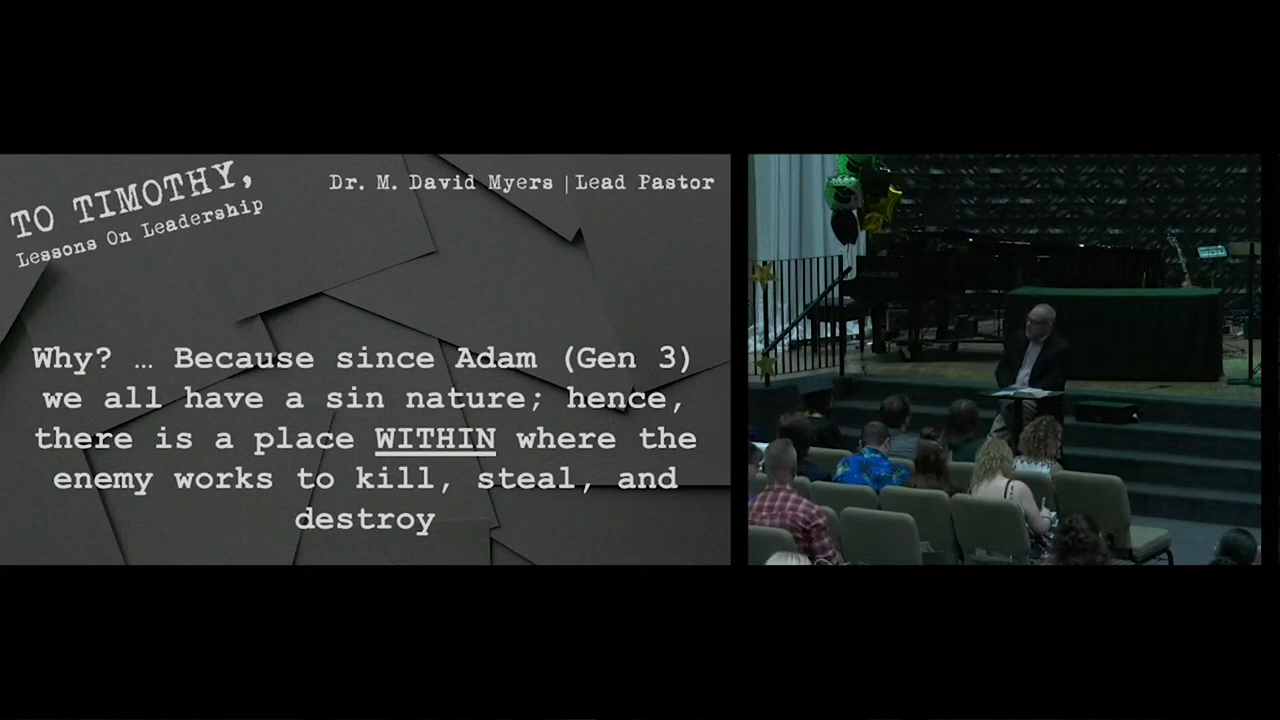 TO TIMOTHY,
Lessons On Leadership
Dr. M. David Myers |Lead Pastor
Why? … Because since Adam (Gen 3)
we all have a sin nature; hence,
there is a place WITHIN where the
enemy works to kill, steal, and
destroy